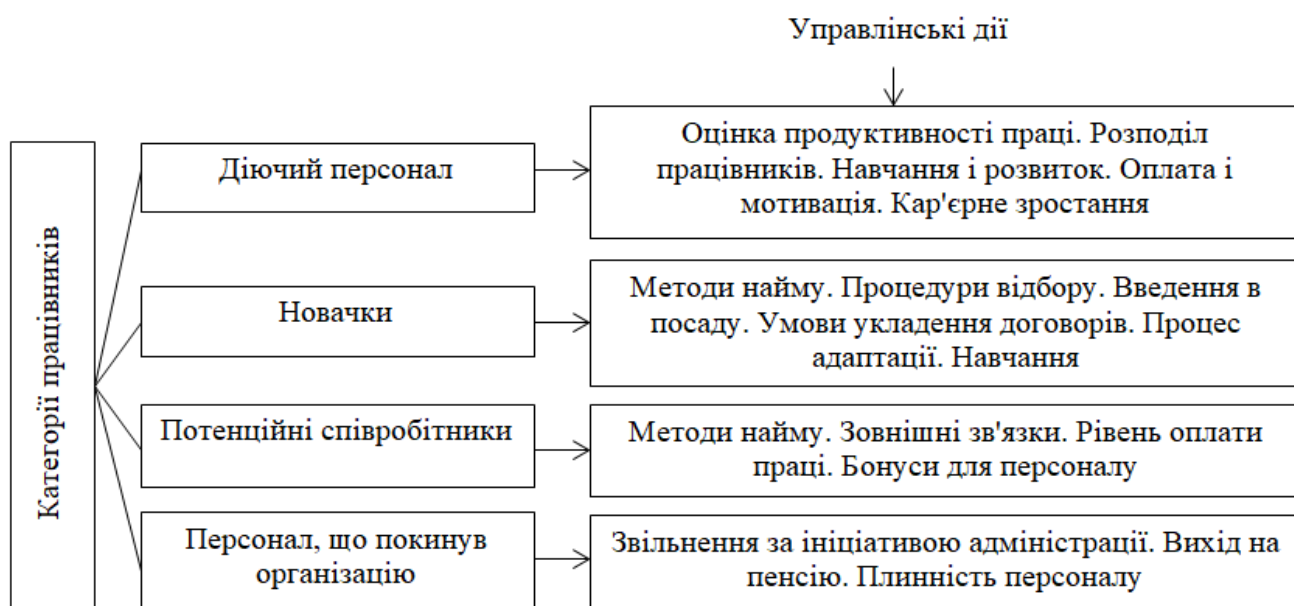 Управлінські дії
Категорії працівників
Діючий персонал
Оцінка продуктивності праці. Розподіл
працівників. Навчання і розвиток. Оплата і
мотивація. Кар'єрне зростання
Новачки
Методи найму. Процедури відбору. Введення в
посаду. Умови укладення договорів. Процес
адаптації. Навчання
Потенційні співробітники
Методи найму. Зовнішні зв'язки. Рівень оплати
праці. Бонуси для персоналу
Персонал, що покинув
організацію
Звільнення за ініціативою адміністрації. Вихід на
пенсію. Плинність персоналу